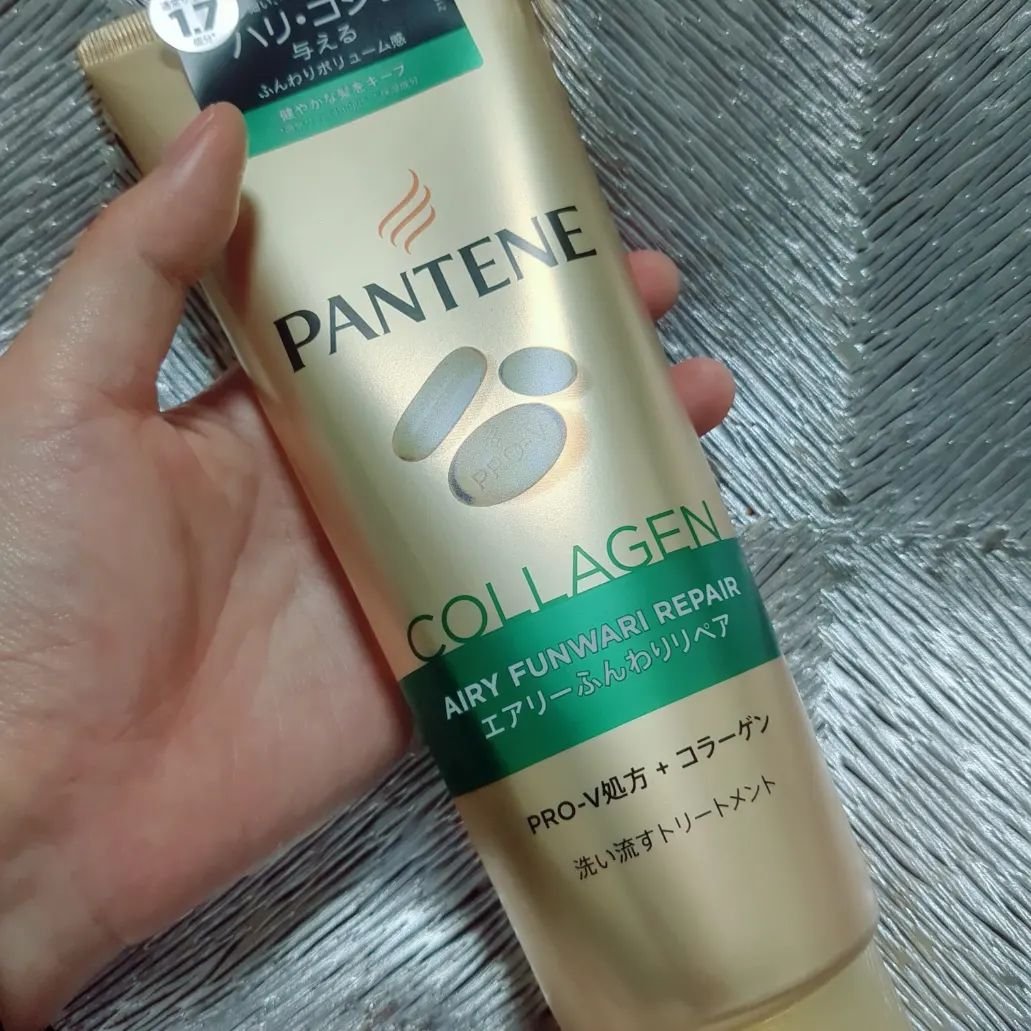 1.7
ハリ・コシ
与える
ふんわりボリューム感
健やかな髪をキープ
PANTENE
PRO-V
COLLAGEN
AIRY FUNWARI REPAIR
エアリーふんわりリペア
PRO-V処方 + コラーゲン
洗い流すトリートメント